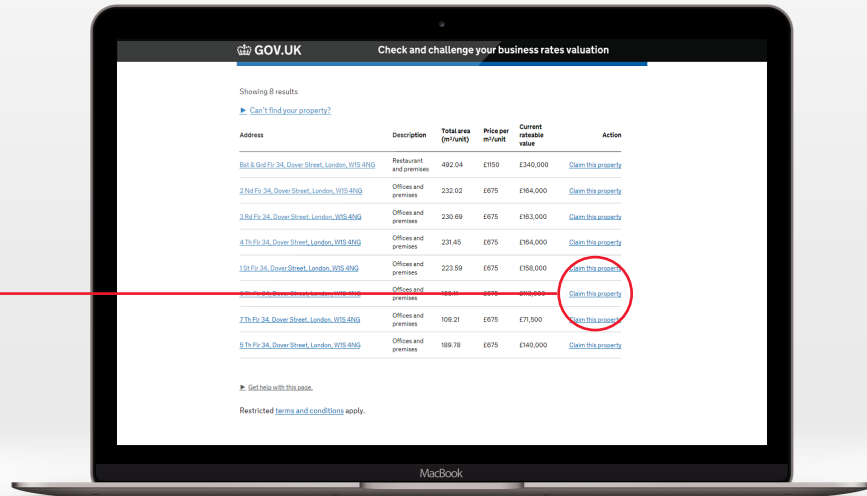 GOV.UK Check and challenge your business rates valuation
Showing 8 results
► Can't find your property?
Address Description Total area (m²/unit) Price per m²/unit Current rateable value Action
Bst & Grd Flr 34, Dover Street, London, W1S 4NG Restaurant and premises 492.04 £1150 £340,000 Claim this property
2 Nd Flr 34, Dover Street, London, W1S 4NG Offices and premises 232.02 £675 £164,000 Claim this property
3 Rd Flr 34, Dover Street, London, W1S 4NG Offices and premises 230.69 £675 £163,000 Claim this property
4 Th Flr 34, Dover Street, London, W1S 4NG Offices and premises 231.45 £675 £164,000 Claim this property
1 St Flr 34, Dover Street, London, W1S 4NG Offices and premises 223.59 £675 £158,000 Claim this property
Th Flr 34, Dover Street, London, W1S 4NG Offices and premises £675 Claim this property
7 Th Flr 34, Dover Street, London, W1S 4NG Offices and premises 109.21 £675 £71,500 Claim this property
5 Th Flr 34, Dover Street, London, W1S 4NG Offices and premises 189.78 £675 £140,000 Claim this property
► Get help with this page.
Restricted terms and conditions apply.
MacBook